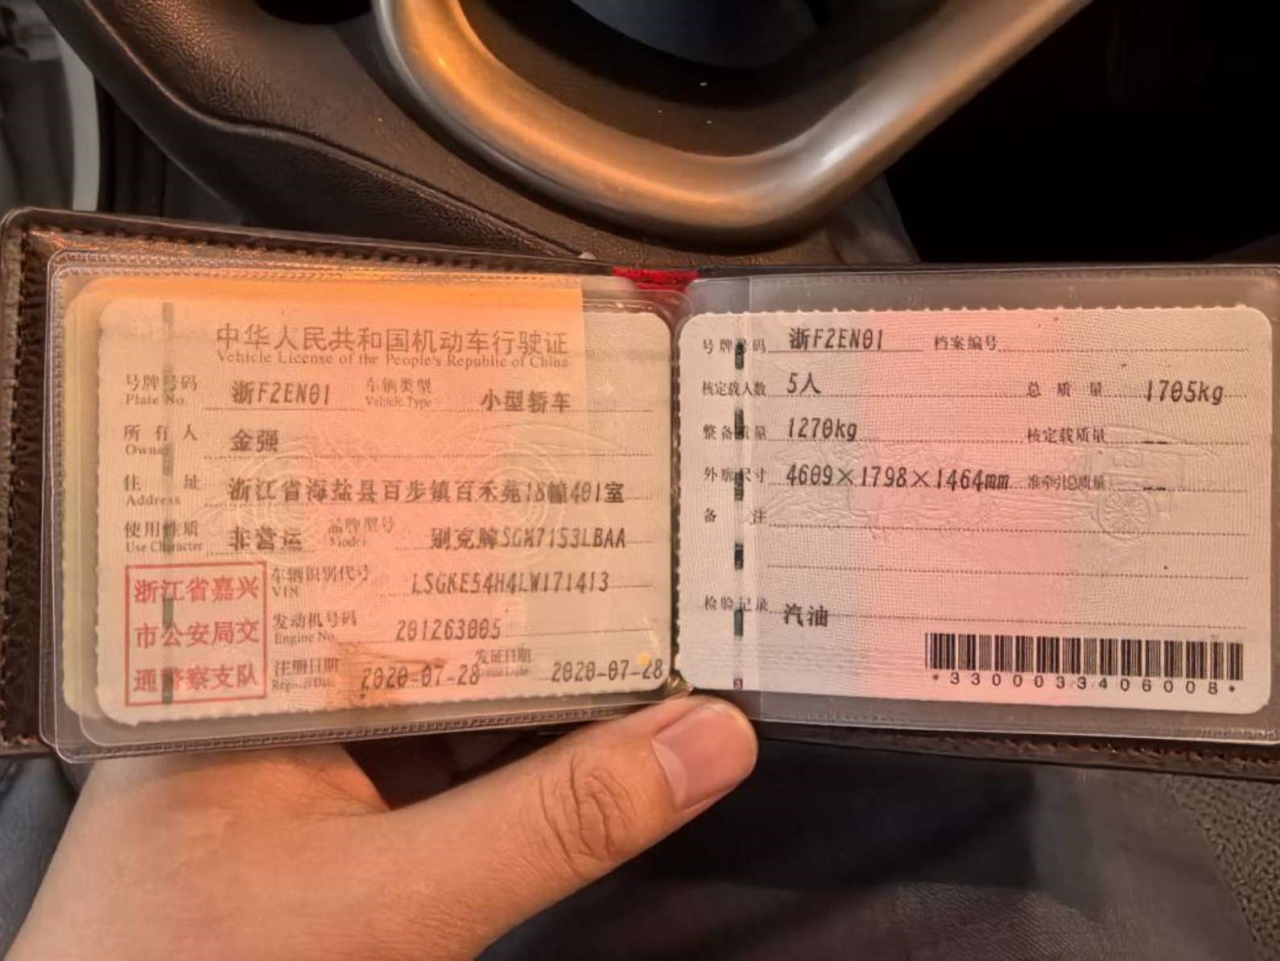 中华人民共和国机动车行驶证
Vehicle License of the People's Republic of China
号牌号码 浙F2EN01 车辆类型 小型轿车
Plate No. Vehicle Type
所有人 金强
Owner
住址 浙江省海盐县百步镇百禾苑18幢401室
Address
使用性质 非营运 品牌型号 别克牌SGM7153LBAA
Use Character Model
浙江省嘉兴
市公安局交
通警察支队
车辆识别代号 LSGKE54H4LW171413
VIN
发动机号码 201263005
Engine No.
注册日期 2020-07-28 发证日期 2020-07-28
Register Date Issue Date
号牌号码 浙F2EN01 档案编号
核定载人数 5人 总质量 1705kg
整备质量 1270kg 核定载质量 --
外廓尺寸 4609×1798×1464mm 准牵引总质量 --
备注
检验记录 汽油
*3300033406008*